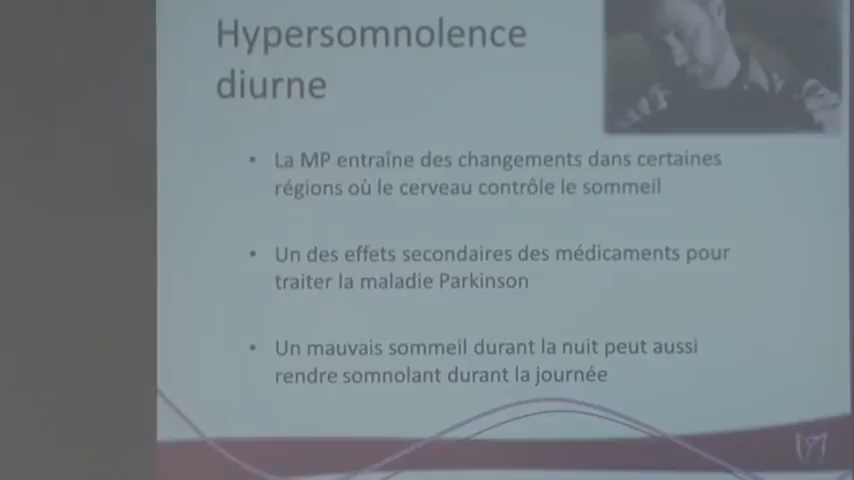 Hypersomnolence
diurne
• La MP entraîne des changements dans certaines
régions où le cerveau contrôle le sommeil
• Un des effets secondaires des médicaments pour
traiter la maladie Parkinson
• Un mauvais sommeil durant la nuit peut aussi
rendre somnolant durant la journée